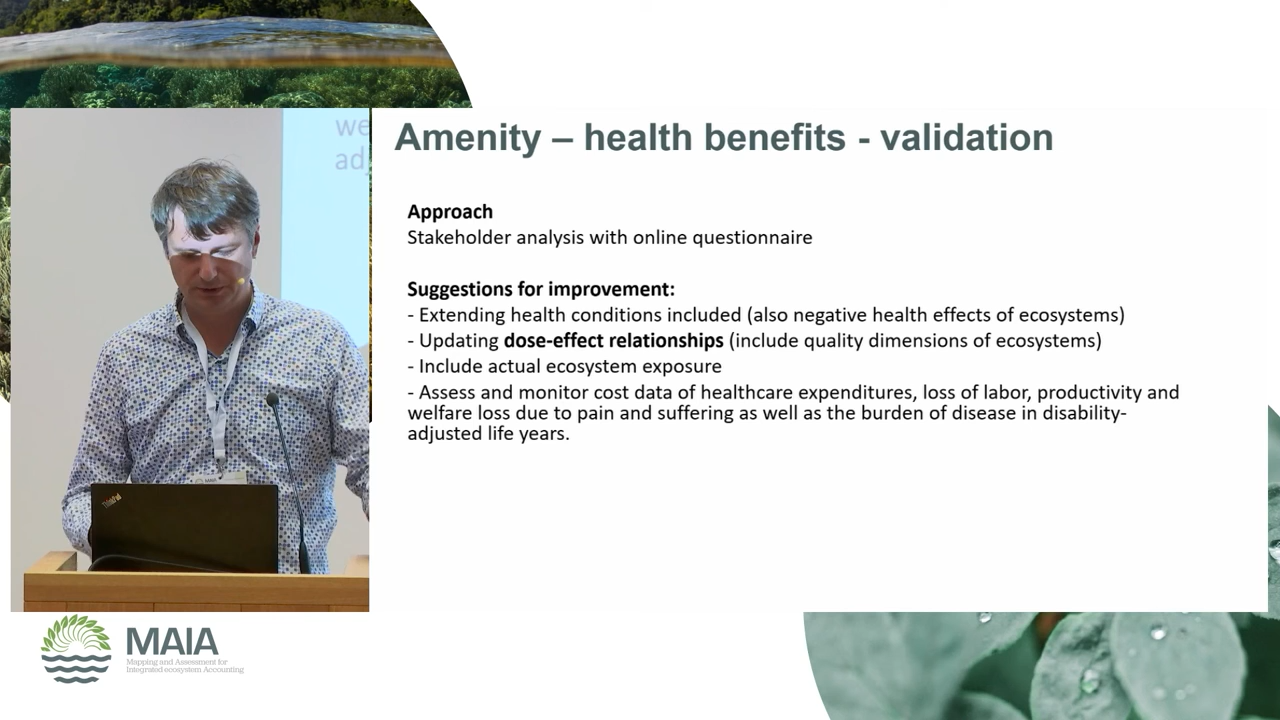 we
adj
Amenity – health benefits - validation
Approach
Stakeholder analysis with online questionnaire
Suggestions for improvement:
- Extending health conditions included (also negative health effects of ecosystems)
- Updating dose-effect relationships (include quality dimensions of ecosystems)
- Include actual ecosystem exposure
- Assess and monitor cost data of healthcare expenditures, loss of labor, productivity and
welfare loss due to pain and suffering as well as the burden of disease in disability-
adjusted life years.
ThinkPad
MAIA
MAIA
Mapping and Assessment for
Integrated ecosystem Accounting